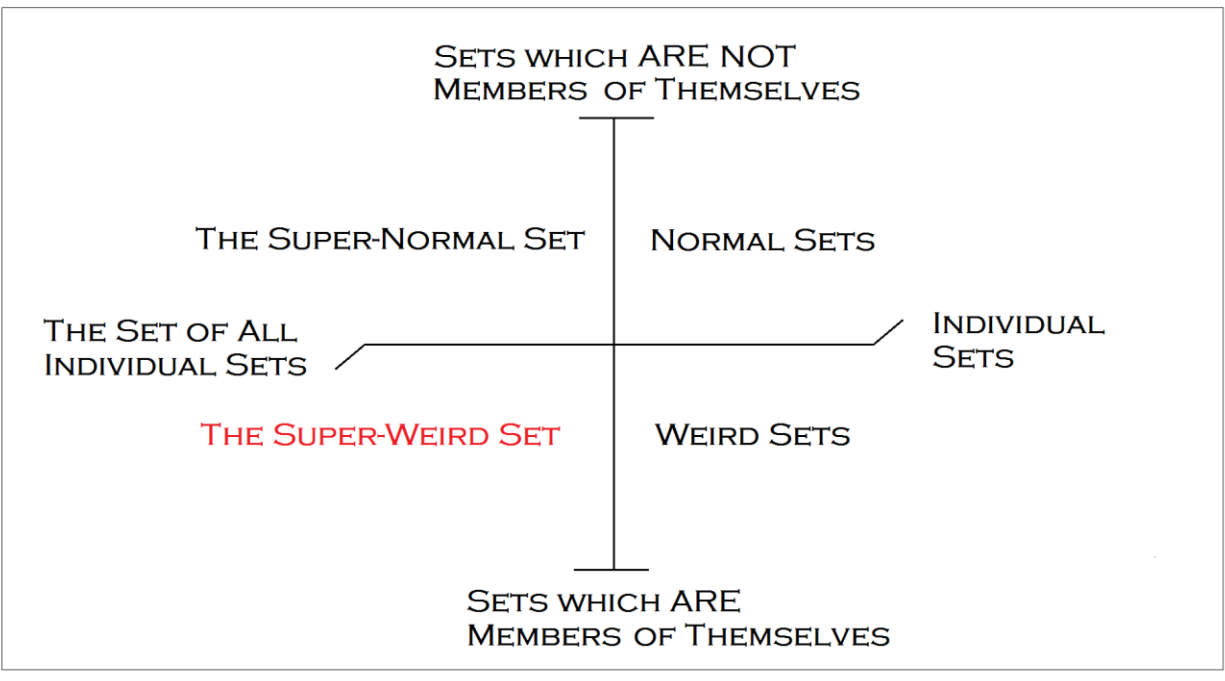 Sets which ARE NOT
Members of Themselves
The Super-Normal Set
Normal Sets
The Set of All
Individual Sets
Individual
Sets
The Super-Weird Set
Weird Sets
Sets which ARE
Members of Themselves